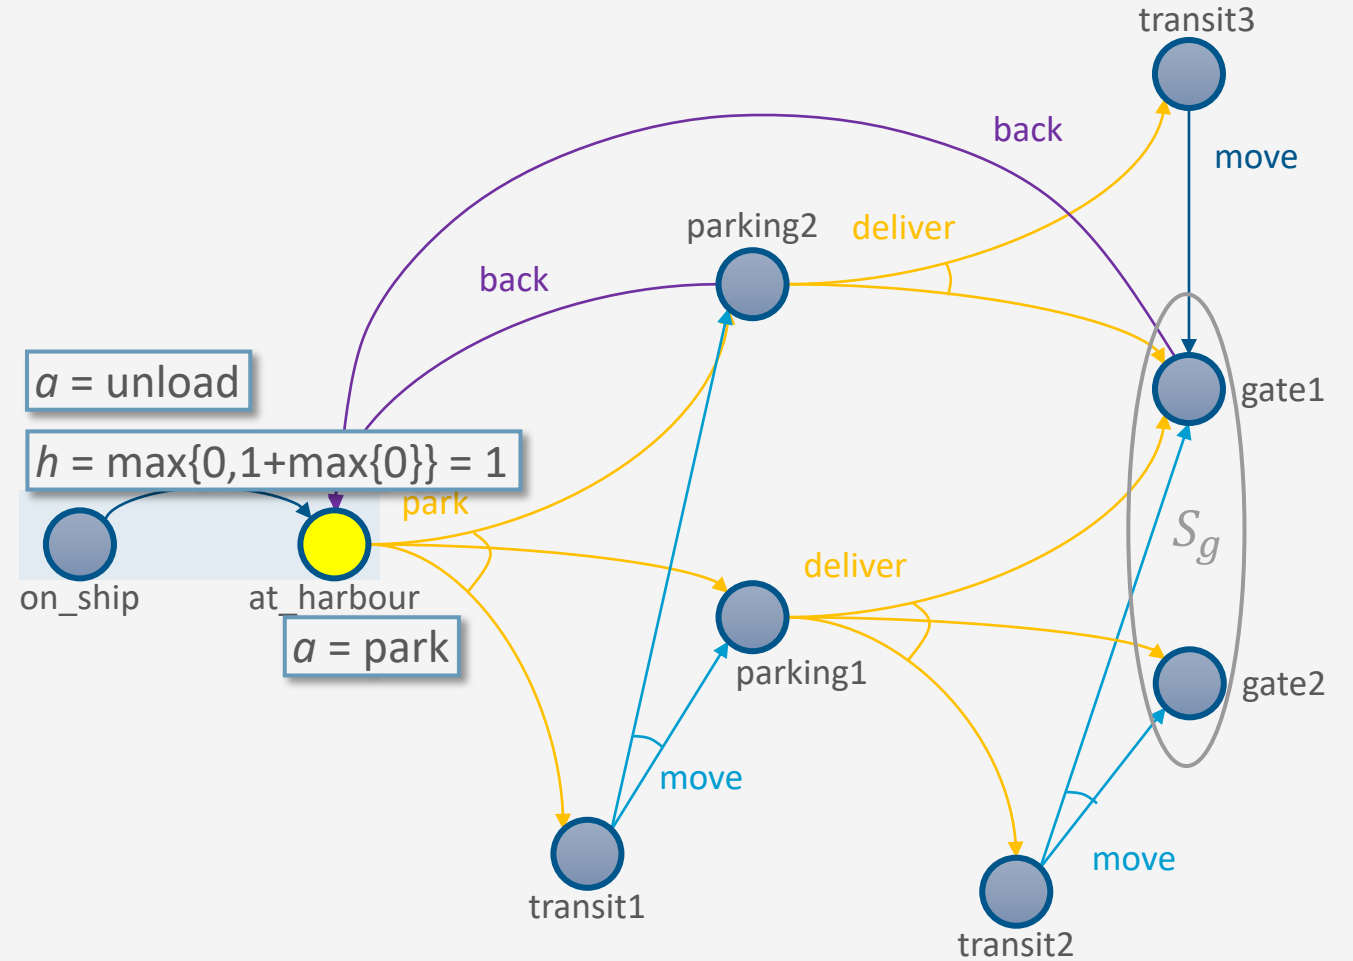 transit3
back
move
parking2
deliver
back
a = unload
gate1
h = max{0,1+max{0}} = 1
park
S_g
deliver
on_ship
at_harbour
a = park
parking1
gate2
move
move
transit1
transit2